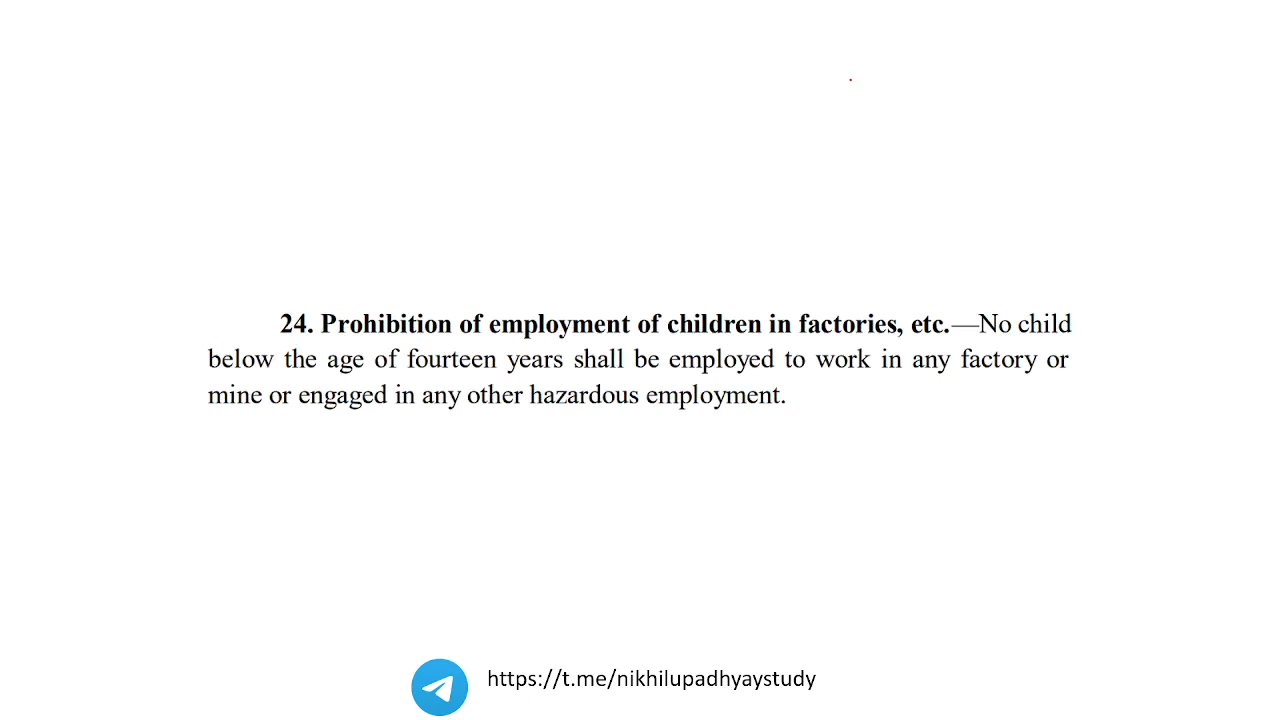 24. Prohibition of employment of children in factories, etc.—No child
below the age of fourteen years shall be employed to work in any factory or
mine or engaged in any other hazardous employment.
https://t.me/nikhilupadhyaystudy